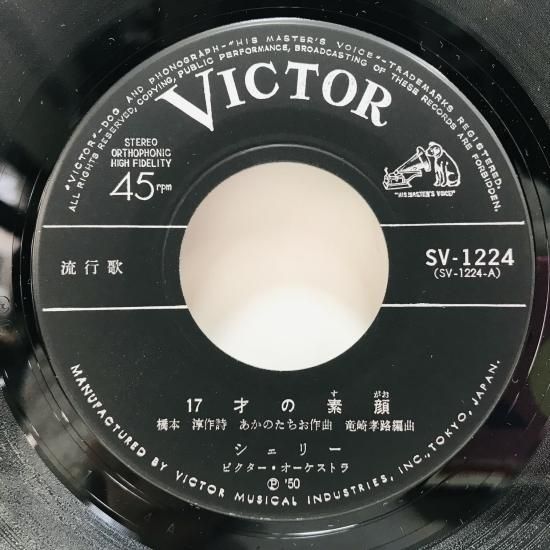 "VICTOR"-DOG AND PHONOGRAPH-"HIS MASTER'S VOICE"-TRADEMARKS REGISTERED.
ALL RIGHTS RESERVED, COPYING, PUBLIC PERFORMANCE, BROADCASTING OF THESE RECORDS ARE FORBIDDEN.
VICTOR
STEREO
ORTHOPHONIC
HIGH FIDELITY
45 rpm
"HIS MASTER'S VOICE"
流行歌
SV-1224
(SV-1224-A)
すがお
17才の素顔
橋本 淳作詩 あかのたちお作曲 竜崎孝路編曲
シェリー
ビクター・オーケストラ
Ⓟ '50
MANUFACTURED BY VICTOR MUSICAL INDUSTRIES, INC., TOKYO, JAPAN.